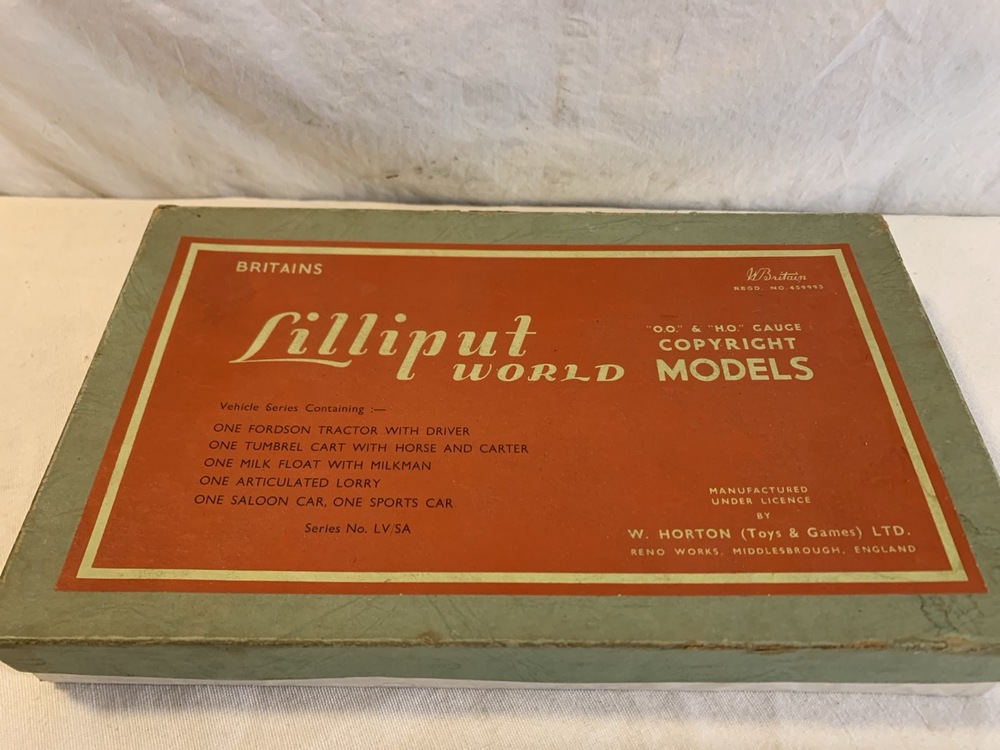 BRITAINS
WBritain
REGD. NO. 459993
Lilliput
WORLD
"O.O." & "H.O." GAUGE
COPYRIGHT
MODELS
Vehicle Series Containing :—
ONE FORDSON TRACTOR WITH DRIVER
ONE TUMBREL CART WITH HORSE AND CARTER
ONE MILK FLOAT WITH MILKMAN
ONE ARTICULATED LORRY
ONE SALOON CAR, ONE SPORTS CAR
Series No. LV/SA
MANUFACTURED
UNDER LICENCE
BY
W. HORTON (Toys & Games) LTD.
RENO WORKS, MIDDLESBROUGH, ENGLAND